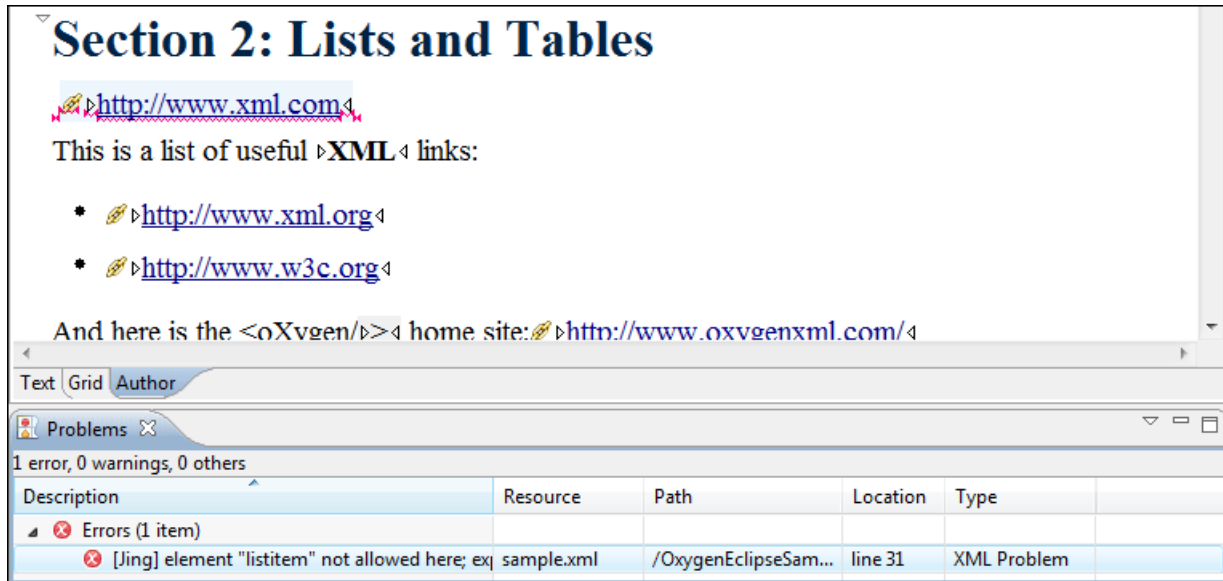 Section 2: Lists and Tables
http://www.xml.com
This is a list of useful XML links:
http://www.xml.org
http://www.w3c.org
And here is the <oXygen/> home site: http://www.oxygenxml.com/
Text Grid Author
Problems
1 error, 0 warnings, 0 others
Description Resource Path Location Type
Errors (1 item)
[Jing] element "listitem" not allowed here; exp sample.xml /OxygenEclipseSam... line 31 XML Problem